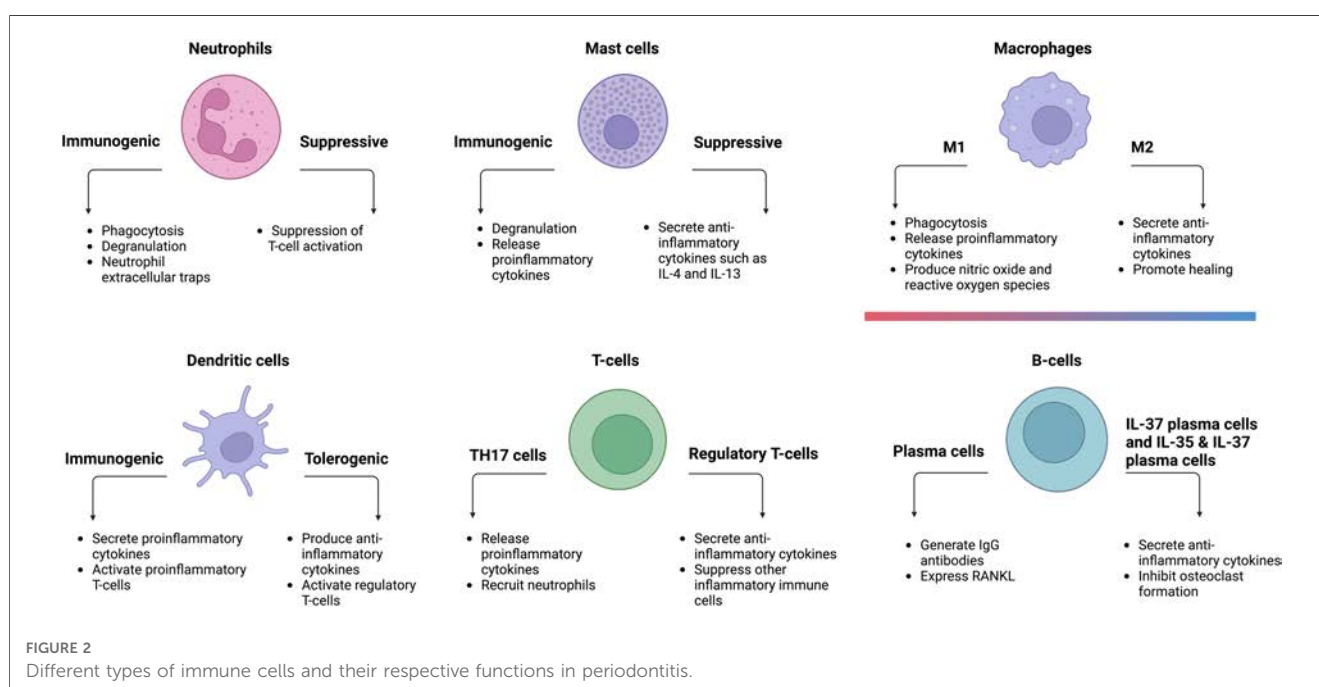 Neutrophils
Immunogenic
Suppressive
• Phagocytosis
• Degranulation
• Neutrophil
extracellular traps
• Suppression of
T-cell activation
Mast cells
Immunogenic
Suppressive
• Degranulation
• Release
proinflammatory
cytokines
• Secrete anti-
inflammatory
cytokines such as
IL-4 and IL-13
Macrophages
M1
M2
• Phagocytosis
• Release proinflammatory
cytokines
• Produce nitric oxide and
reactive oxygen species
• Secrete anti-
inflammatory
cytokines
• Promote healing
Dendritic cells
Immunogenic
Tolerogenic
• Secrete proinflammatory
cytokines
• Activate proinflammatory
T-cells
• Produce anti-
inflammatory
cytokines
• Activate regulatory
T-cells
T-cells
TH17 cells
Regulatory T-cells
• Release
proinflammatory
cytokines
• Recruit neutrophils
• Secrete anti-
inflammatory cytokines
• Suppress other
inflammatory immune
cells
B-cells
Plasma cells
IL-37 plasma cells
and IL-35 & IL-37
plasma cells
• Generate IgG
antibodies
• Express RANKL
• Secrete anti-
inflammatory cytokines
• Inhibit osteoclast
formation
FIGURE 2
Different types of immune cells and their respective functions in periodontitis.